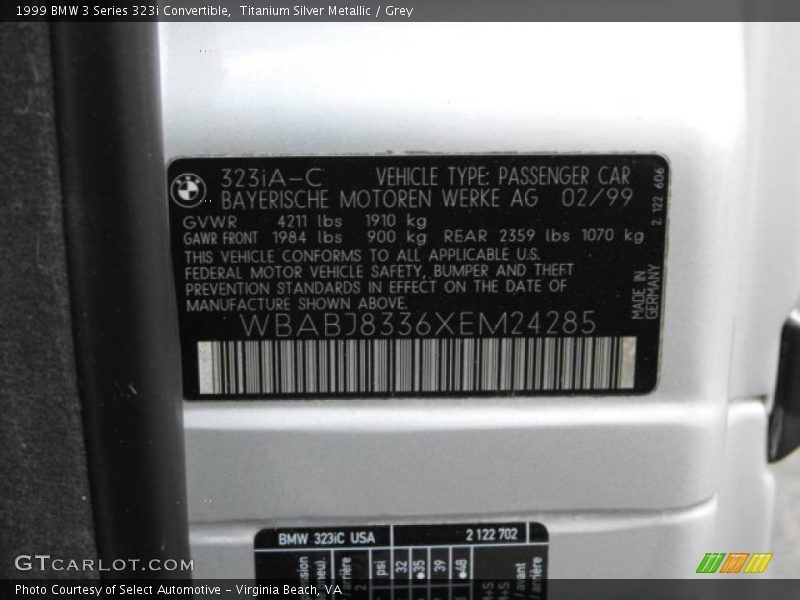 1999 BMW 3 Series 323i Convertible,  Titanium Silver Metallic / Grey
323iA-C VEHICLE TYPE: PASSENGER CAR
BAYERISCHE MOTOREN WERKE AG 02/99
GVWR 4211 lbs 1910 kg
GAWR FRONT 1984 lbs 900 kg REAR 2359 lbs 1070 kg
THIS VEHICLE CONFORMS TO ALL APPLICABLE U.S.
FEDERAL MOTOR VEHICLE SAFETY, BUMPER AND THEFT
PREVENTION STANDARDS IN EFFECT ON THE DATE OF
MANUFACTURE SHOWN ABOVE.
WBABJ8336XEM24285
2 122 606
MADE IN
GERMANY
BMW 323iC USA 2 122 702
psi
32
35
39
48
M+S
M+S
/ avant
/ arrière
GTCARLOT.COM
Photo Courtesy of Select Automotive - Virginia Beach, VA